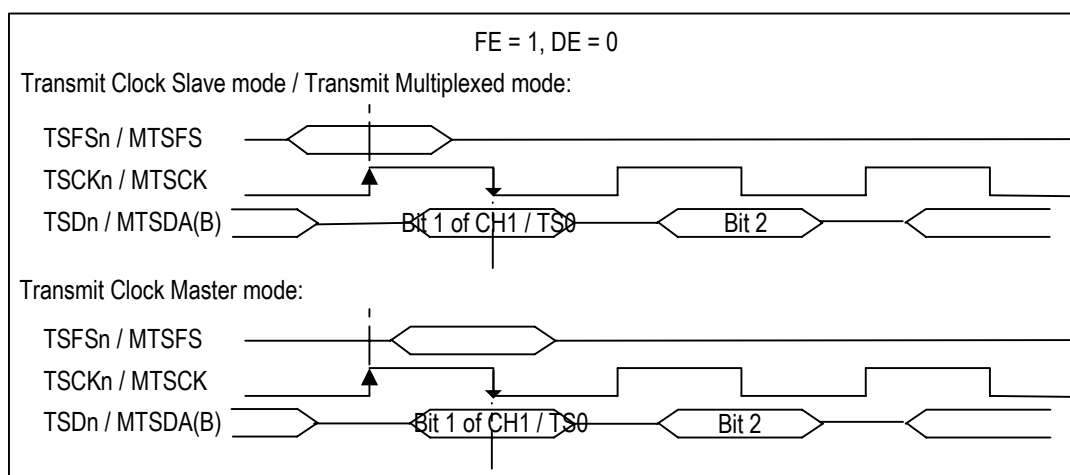 FE = 1, DE = 0
Transmit Clock Slave mode / Transmit Multiplexed mode:
TSFSn / MTSFS
TSCKn / MTSCK
TSDn / MTSDA(B)
Bit 1 of CH1 / TS0
Bit 2
Transmit Clock Master mode:
TSFSn / MTSFS
TSCKn / MTSCK
TSDn / MTSDA(B)
Bit 1 of CH1 / TS0
Bit 2